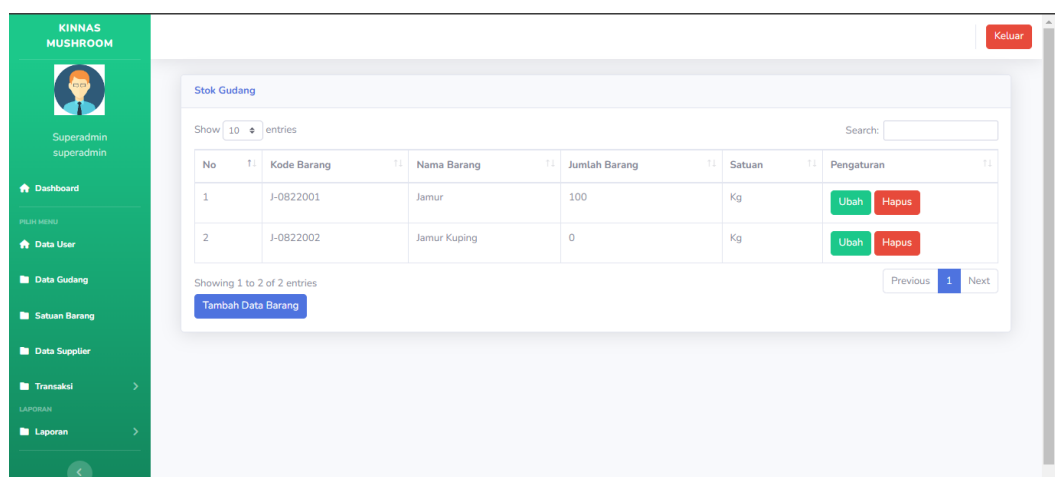 KINNAS
MUSHROOM
Keluar
Superadmin
superadmin
Dashboard
PILIH MENU
Data User
Data Gudang
Satuan Barang
Data Supplier
Transaksi
LAPORAN
Laporan
Stok Gudang
Show 10 entries
Search:
No Kode Barang Nama Barang Jumlah Barang Satuan Pengaturan
1 J-0822001 Jamur 100 Kg Ubah Hapus
2 J-0822002 Jamur Kuping 0 Kg Ubah Hapus
Showing 1 to 2 of 2 entries
Previous 1 Next
Tambah Data Barang